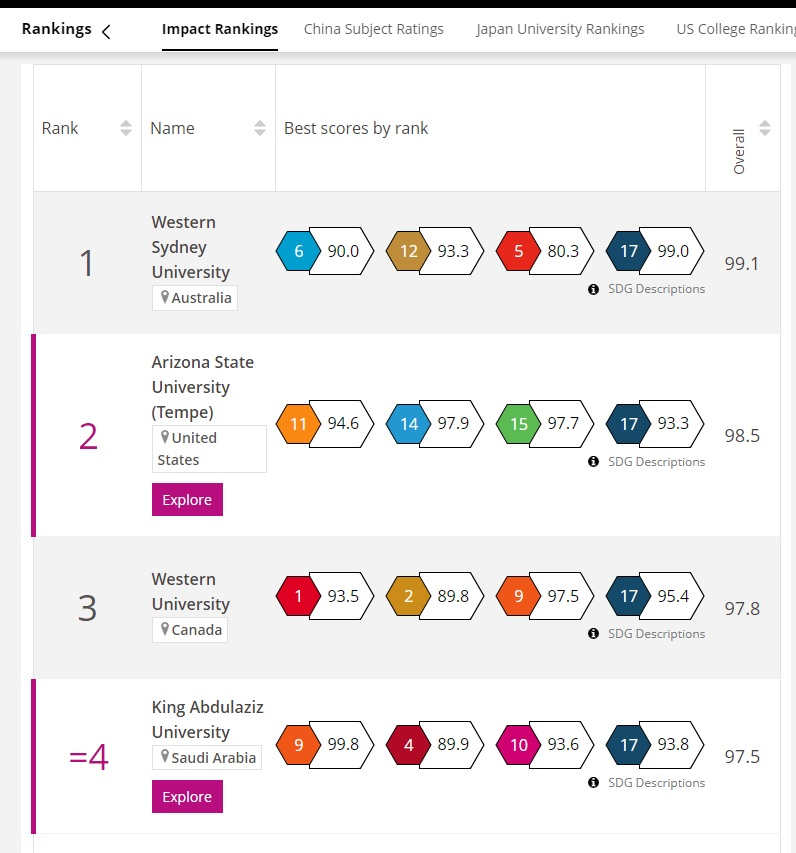 Rankings
Impact Rankings
China Subject Ratings
Japan University Rankings
US College Ranking
Rank
Name
Best scores by rank
Overall
1
Western
Sydney
University
Australia
6 90.0
12 93.3
5 80.3
17 99.0
SDG Descriptions
99.1
2
Arizona State
University
(Tempe)
United
States
Explore
11 94.6
14 97.9
15 97.7
17 93.3
SDG Descriptions
98.5
3
Western
University
Canada
1 93.5
2 89.8
9 97.5
17 95.4
SDG Descriptions
97.8
=4
King Abdulaziz
University
Saudi Arabia
Explore
9 99.8
4 89.9
10 93.6
17 93.8
SDG Descriptions
97.5